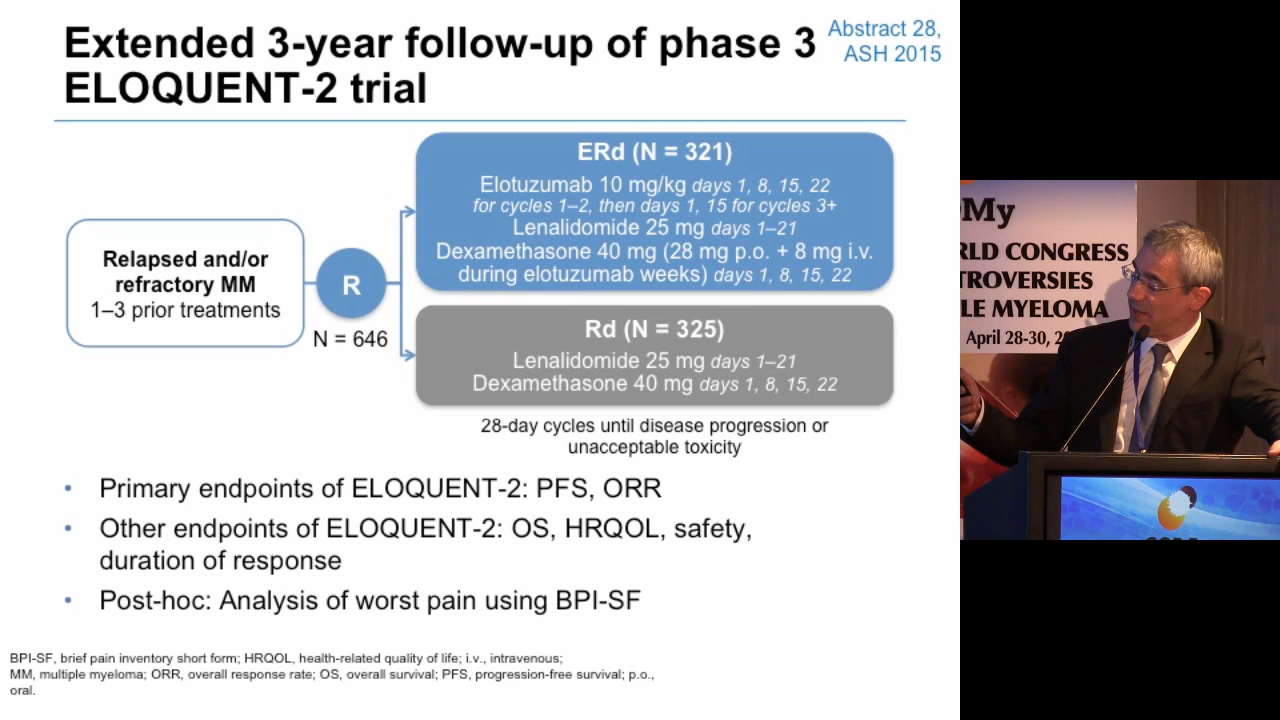 Extended 3-year follow-up of phase 3
ELOQUENT-2 trial
Abstract 28,
ASH 2015
Relapsed and/or
refractory MM
1–3 prior treatments
R
N = 646
ERd (N = 321)
Elotuzumab 10 mg/kg days 1, 8, 15, 22
for cycles 1–2, then days 1, 15 for cycles 3+
Lenalidomide 25 mg days 1–21
Dexamethasone 40 mg (28 mg p.o. + 8 mg i.v.
during elotuzumab weeks) days 1, 8, 15, 22
Rd (N = 325)
Lenalidomide 25 mg days 1–21
Dexamethasone 40 mg days 1, 8, 15, 22
28-day cycles until disease progression or
unacceptable toxicity
• Primary endpoints of ELOQUENT-2: PFS, ORR
• Other endpoints of ELOQUENT-2: OS, HRQOL, safety,
duration of response
• Post-hoc: Analysis of worst pain using BPI-SF
BPI-SF, brief pain inventory short form; HRQOL, health-related quality of life; i.v., intravenous;
MM, multiple myeloma; ORR, overall response rate; OS, overall survival; PFS, progression-free survival; p.o.,
oral.
My
RLD CONGRESS
TROVERSIES
LE MYELOMA
April 28-30, 2